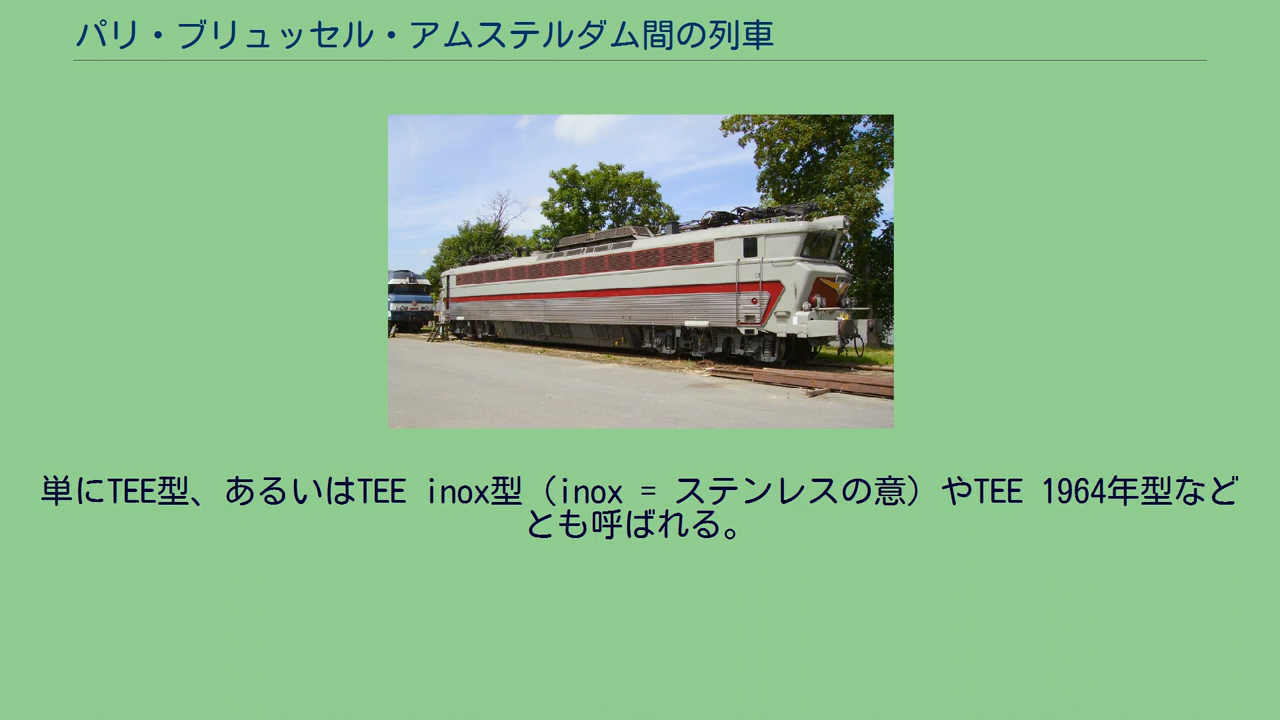 パリ・ブリュッセル・アムステルダム間の列車
単にTEE型、あるいはTEE inox型（inox = ステンレスの意）やTEE 1964年型など
とも呼ばれる。